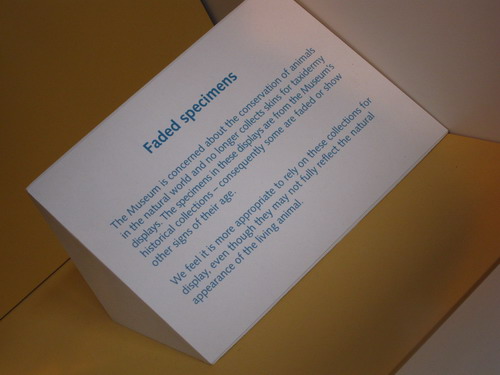 Faded specimens
The Museum is concerned about the conservation of animals
in the natural world and no longer collects skins for taxidermy
displays. The specimens in these displays are from the Museum's
historical collections – consequently some are faded or show
other signs of their age.
We feel it is more appropriate to rely on these collections for
display, even though they may not fully reflect the natural
appearance of the living animal.